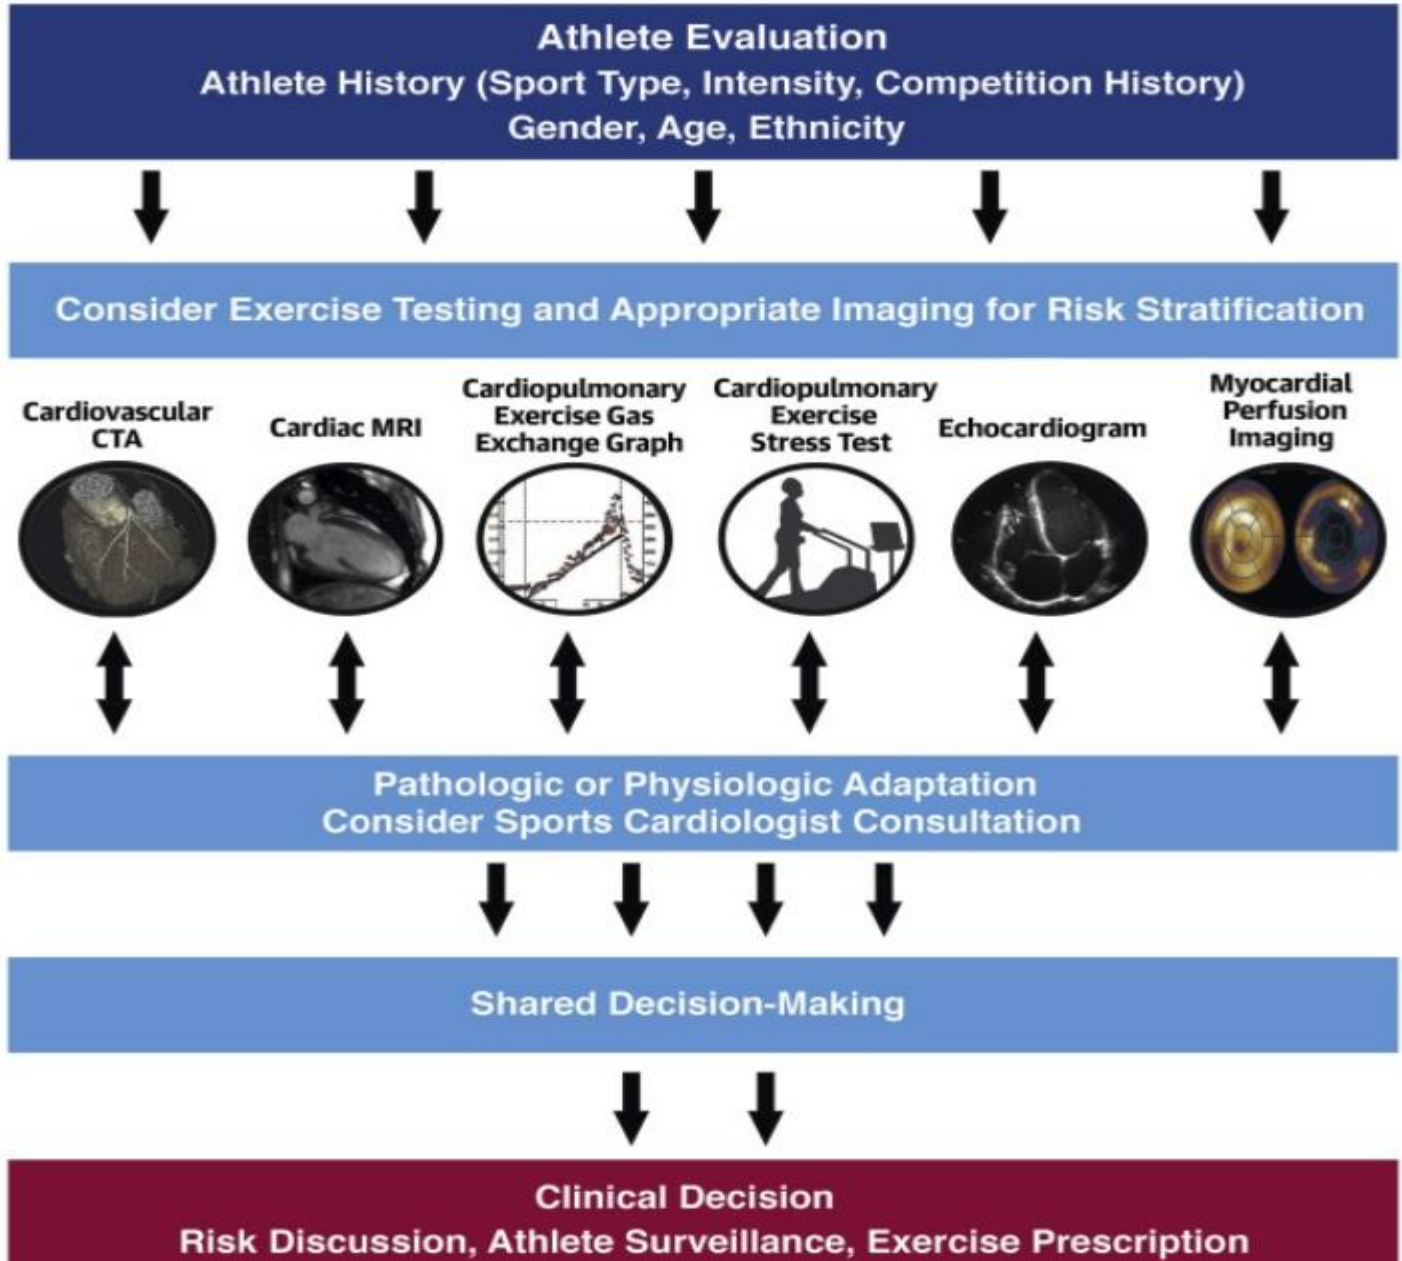 Athlete Evaluation
Athlete History (Sport Type, Intensity, Competition History)
Gender, Age, Ethnicity
Consider Exercise Testing and Appropriate Imaging for Risk Stratification
Cardiovascular
CTA
Cardiac MRI
Cardiopulmonary
Exercise Gas
Exchange Graph
Cardiopulmonary
Exercise
Stress Test
Echocardiogram
Myocardial
Perfusion
Imaging
Pathologic or Physiologic Adaptation
Consider Sports Cardiologist Consultation
Shared Decision-Making
Clinical Decision
Risk Discussion, Athlete Surveillance, Exercise Prescription